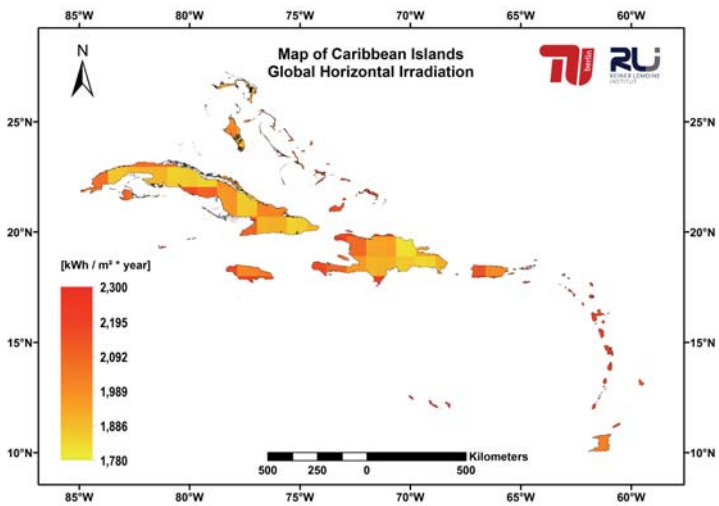 85°W 80°W 75°W 70°W 65°W 60°W
Map of Caribbean Islands
Global Horizontal Irradiation
N
berlin
RLI
REINER LEMOINE
INSTITUT
25°N 25°N
20°N 20°N
[kWh / m² * year]
2,300
2,195
15°N 15°N
2,092
1,989
1,886
1,780
10°N 10°N
Kilometers
500 250 0 500
85°W 80°W 75°W 70°W 65°W 60°W